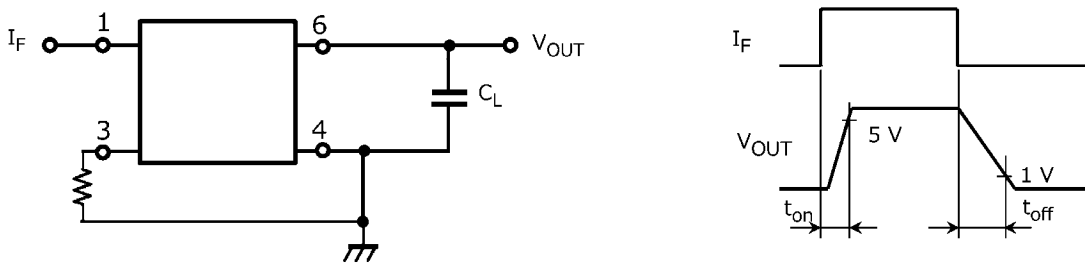 I_F
1
6
V_OUT
C_L
3
4
I_F
V_OUT
5 V
1 V
t_on
t_off